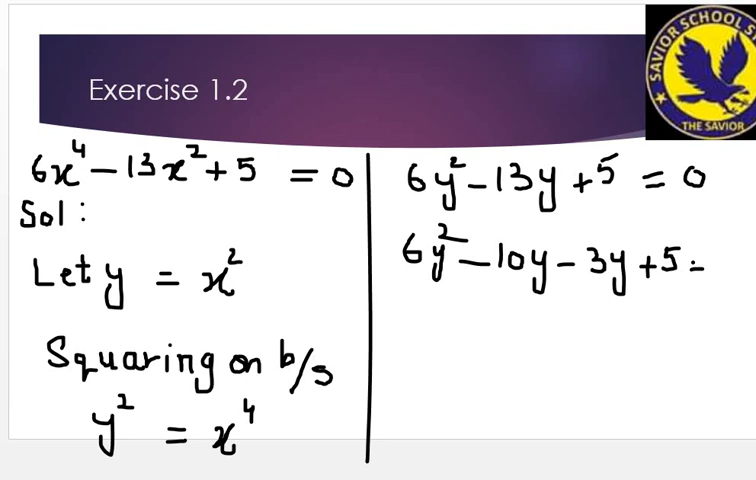 Exercise 1.2
SAVIOR SCHOOL S
THE SAVIOR
6x⁴ - 13x² + 5 = 0
Sol:
Let y = x²
Squaring on b/s
y² = x⁴
6y² - 13y + 5 = 0
6y² - 10y - 3y + 5 =